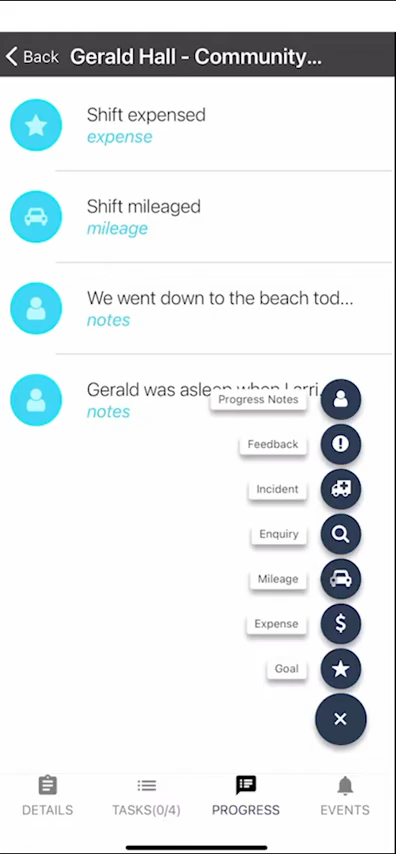 Back Gerald Hall - Community...
Shift expensed
expense
Shift mileaged
mileage
We went down to the beach tod...
notes
Gerald was asleep when I arri...
notes
Progress Notes
Feedback
Incident
Enquiry
Mileage
Expense
Goal
DETAILS TASKS(0/4) PROGRESS EVENTS